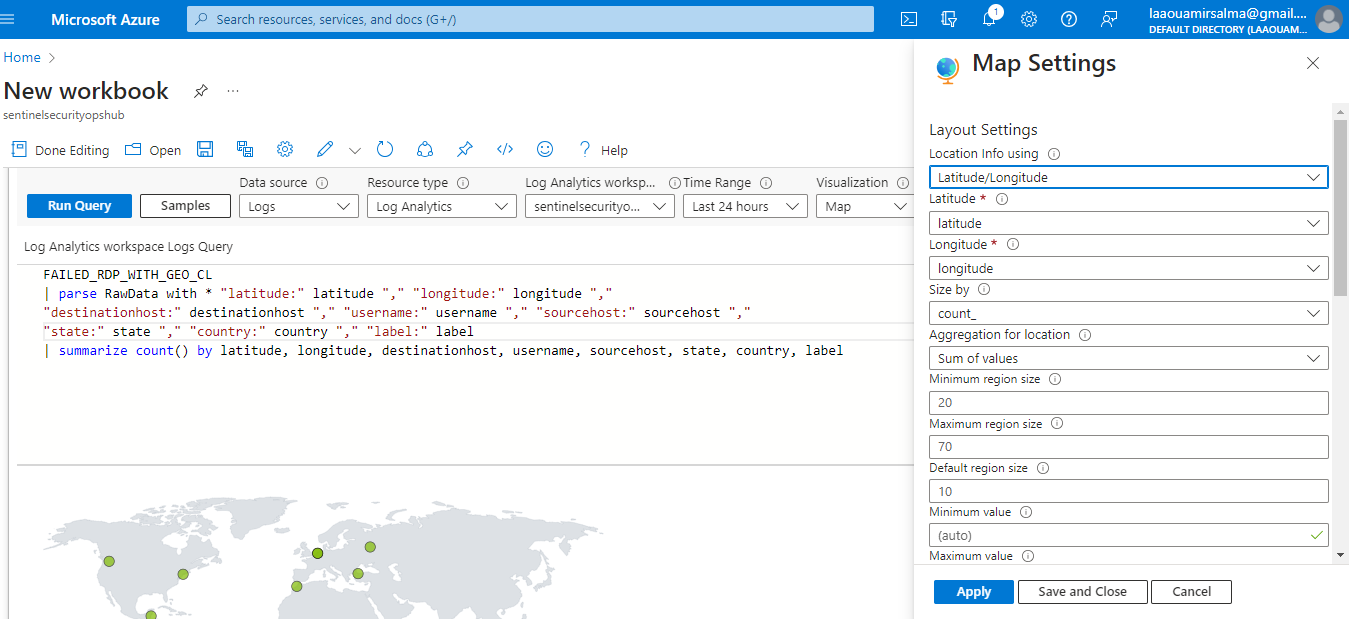 Microsoft Azure
Search resources, services, and docs (G+/)
1
laaouamirsalma@gmail....
DEFAULT DIRECTORY (LAAOUAM...
Home
New workbook
...
sentinelsecurityopshub
Done Editing Open Help
Run Query Samples
Data source Resource type Log Analytics worksp... Time Range Visualization
Logs Log Analytics sentinelsecurityo... Last 24 hours Map
Log Analytics workspace Logs Query
FAILED_RDP_WITH_GEO_CL
| parse RawData with * "latitude:" latitude "," "longitude:" longitude ","
"destinationhost:" destinationhost "," "username:" username "," "sourcehost:" sourcehost ","
"state:" state "," "country:" country "," "label:" label
| summarize count() by latitude, longitude, destinationhost, username, sourcehost, state, country, label
Map Settings
Layout Settings
Location Info using
Latitude/Longitude
Latitude *
latitude
Longitude *
longitude
Size by
count_
Aggregation for location
Sum of values
Minimum region size
20
Maximum region size
70
Default region size
10
Minimum value
(auto)
Maximum value
Apply Save and Close Cancel